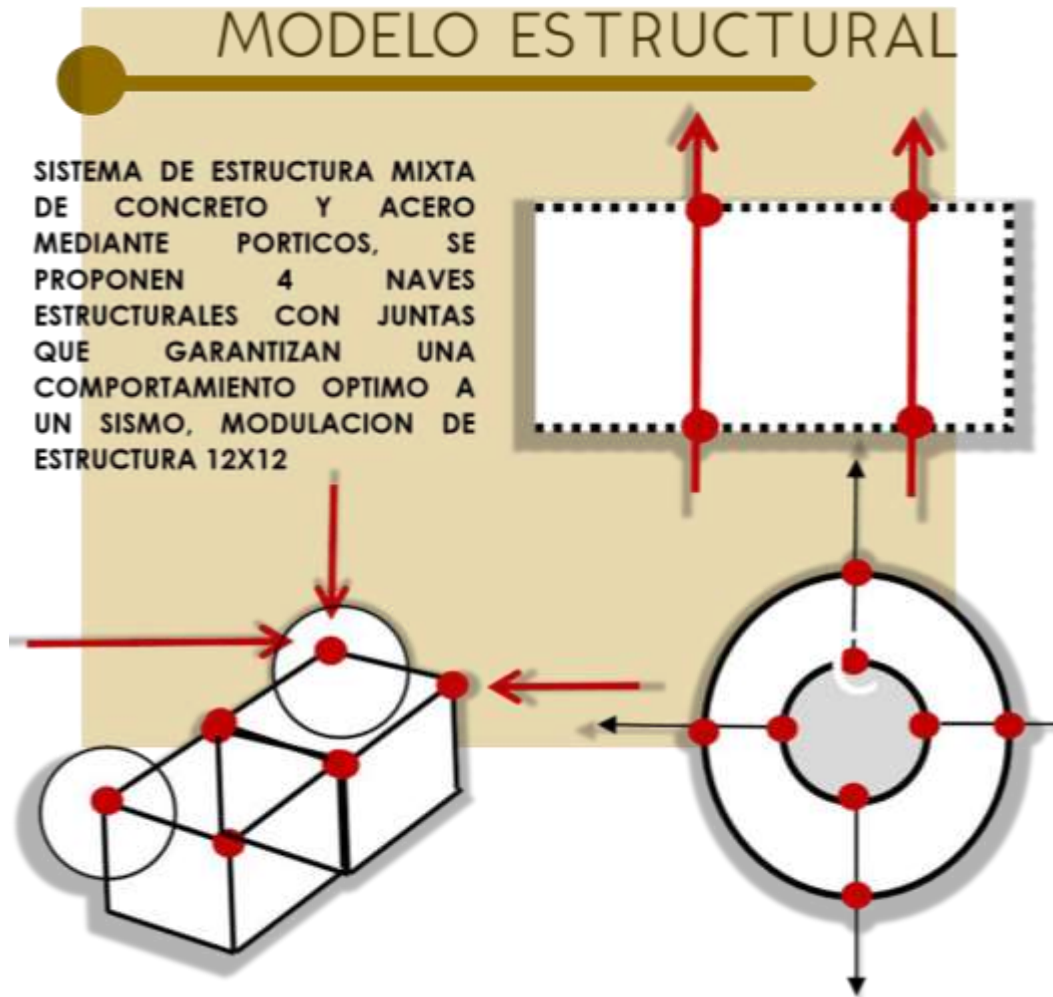 MODELO ESTRUCTURAL
SISTEMA DE ESTRUCTURA MIXTA
DE CONCRETO Y ACERO
MEDIANTE PORTICOS, SE
PROPONEN 4 NAVES
ESTRUCTURALES CON JUNTAS
QUE GARANTIZAN UNA
COMPORTAMIENTO OPTIMO A
UN SISMO, MODULACION DE
ESTRUCTURA 12X12